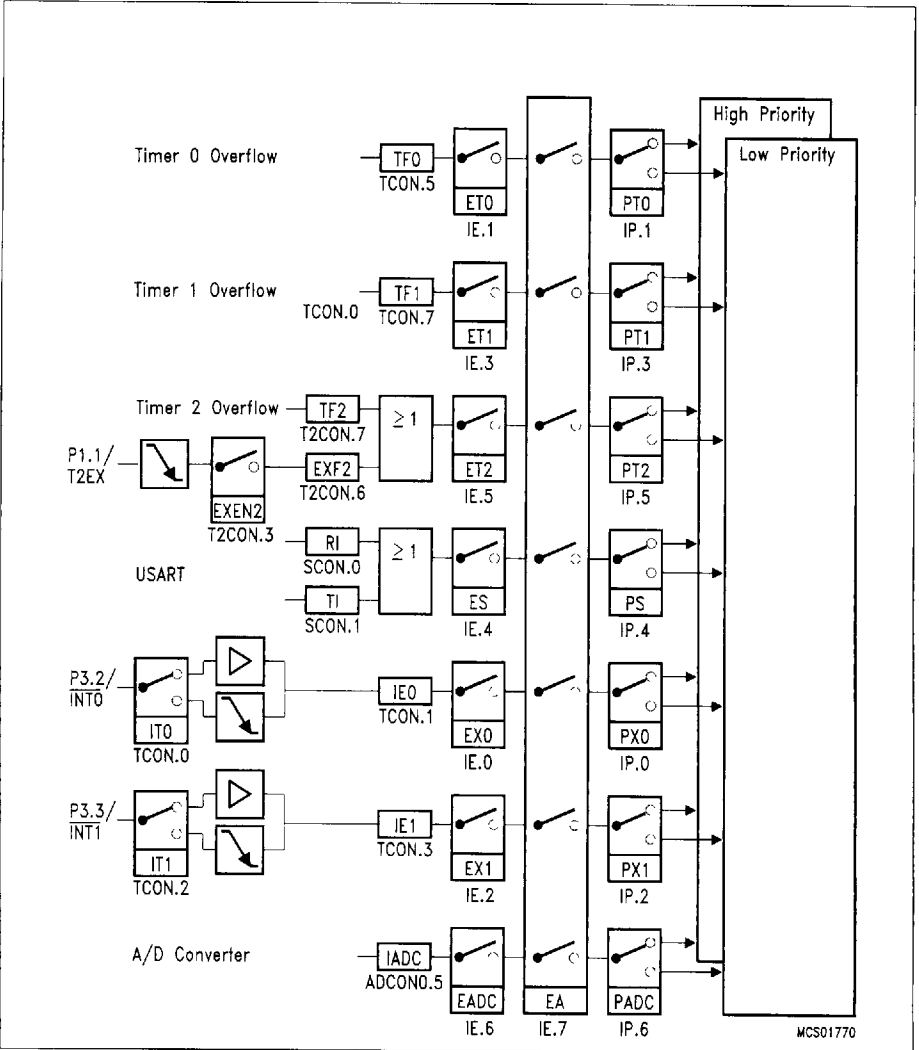 High Priority
Low Priority
Timer 0 Overflow
TF0
TCON.5
ET0
IE.1
PT0
IP.1
Timer 1 Overflow
TCON.0
TF1
TCON.7
ET1
IE.3
PT1
IP.3
Timer 2 Overflow
TF2
T2CON.7
≥1
P1.1/
T2EX
EXEN2
T2CON.3
EXF2
T2CON.6
ET2
IE.5
PT2
IP.5
USART
RI
SCON.0
≥1
TI
SCON.1
ES
IE.4
PS
IP.4
P3.2/
INT0
IT0
TCON.0
IE0
TCON.1
EX0
IE.0
PX0
IP.0
P3.3/
INT1
IT1
TCON.2
IE1
TCON.3
EX1
IE.2
PX1
IP.2
A/D Converter
IADC
ADCON0.5
EADC
IE.6
EA
IE.7
PADC
IP.6
MCS01770